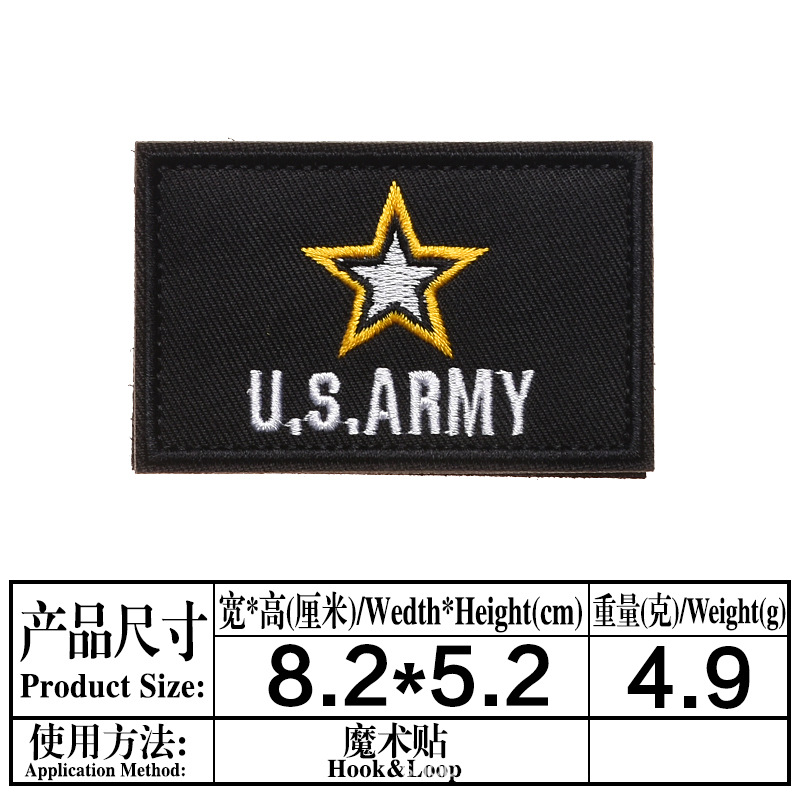 U.S.ARMY
产品尺寸
Product Size:
宽*高(厘米)/Wedth*Height(cm)
重量(克)/Weight(g)
8.2*5.2
4.9
使用方法:
Application Method:
魔术贴
Hook&Loop